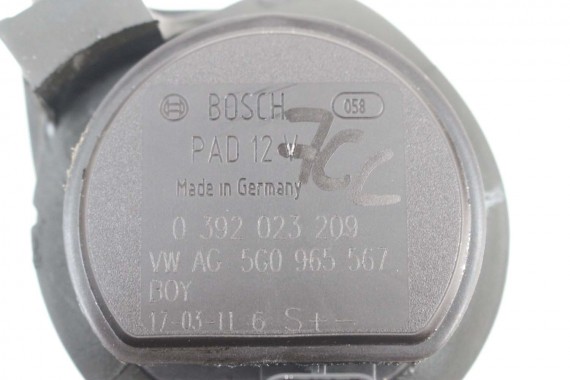 BOSCH 058
PAD 12 V
Made in Germany
0 392 023 209
VW AG 5G0 965 567
BOY
17-03-11 6 S+-